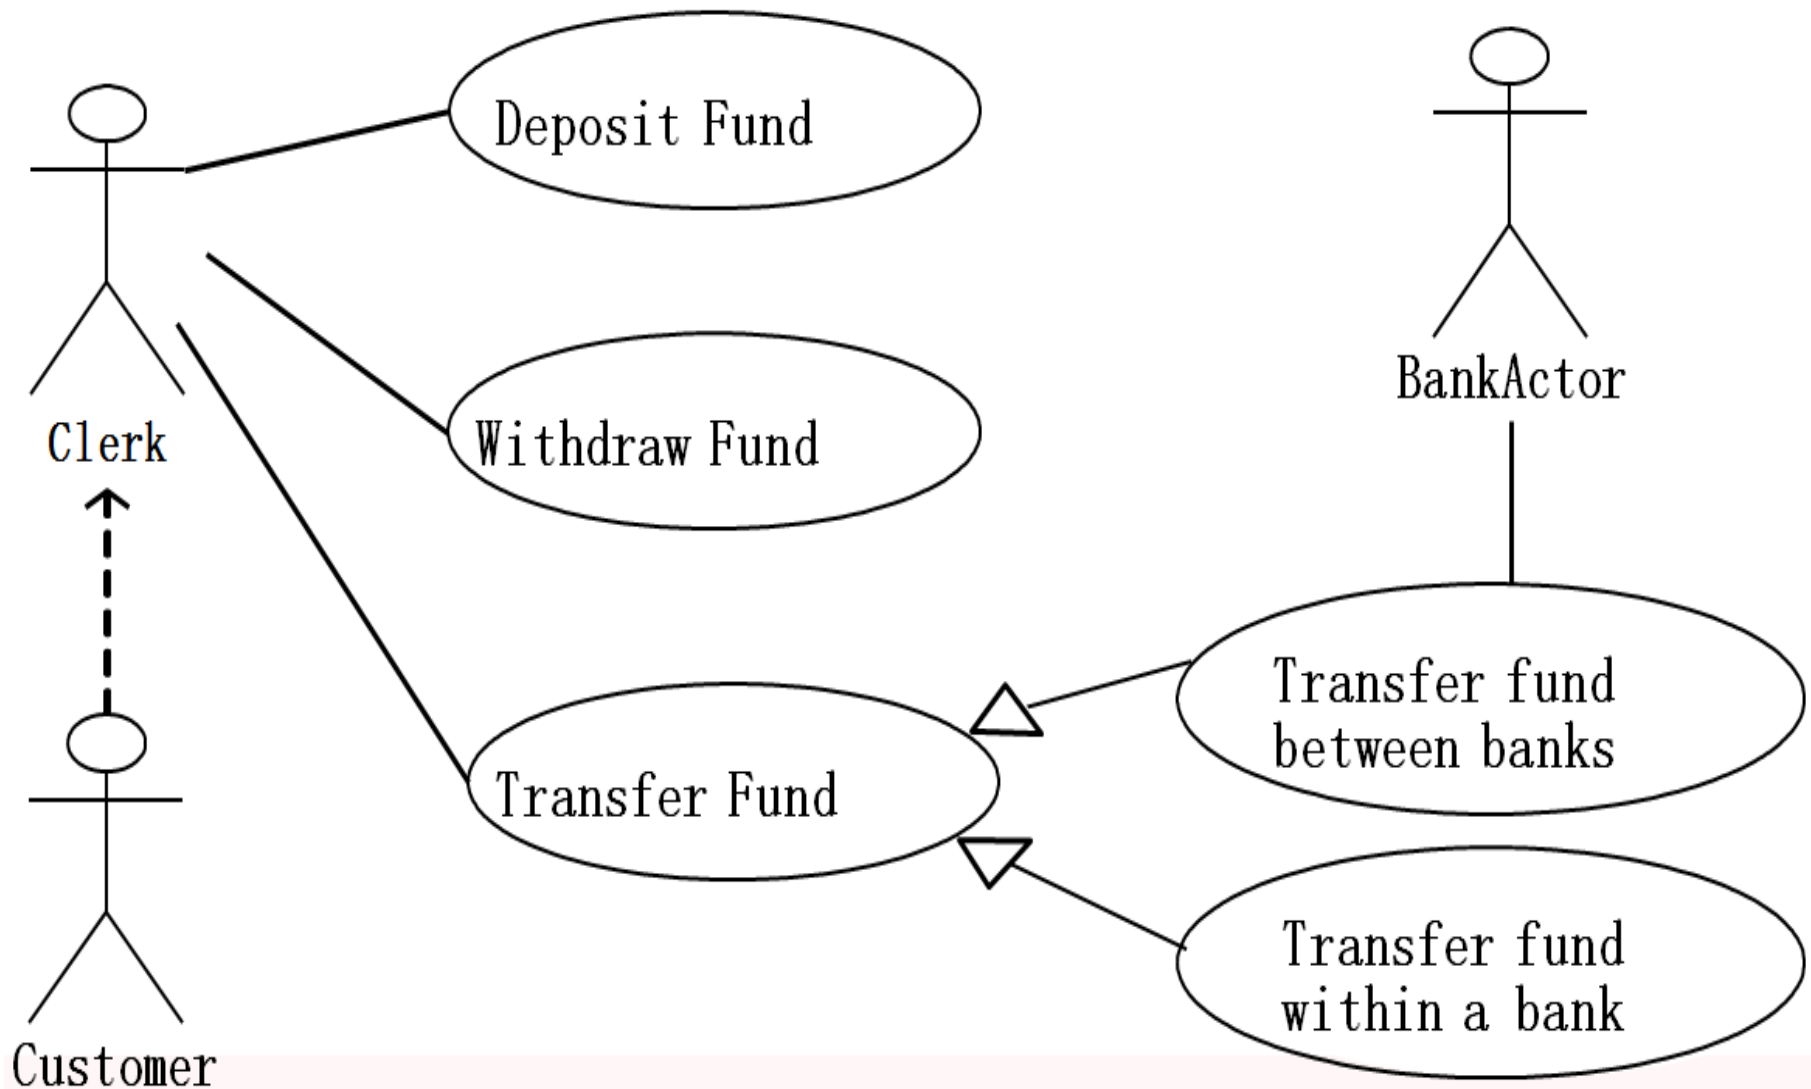 Deposit Fund
BankActor
Clerk
Withdraw Fund
Transfer fund
between banks
Transfer Fund
Transfer fund
within a bank
Customer